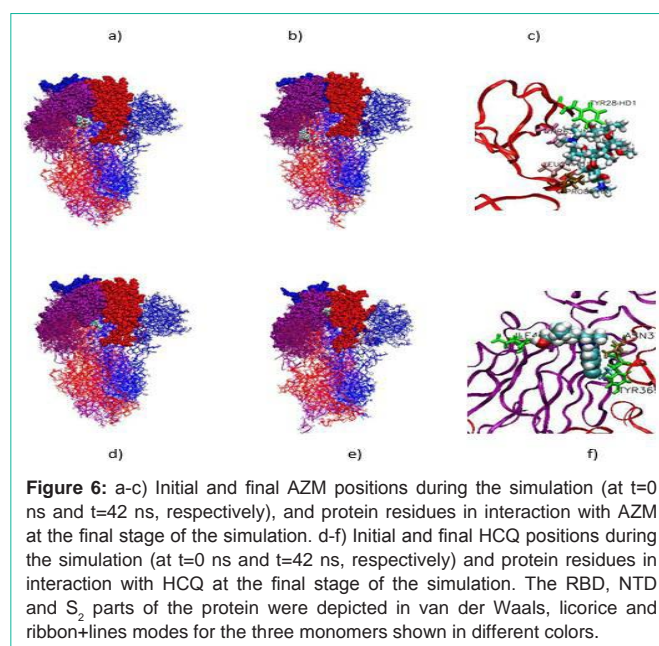 a)
b)
c)
TYR28:HD1
d)
e)
f)
Figure 6: a-c) Initial and final AZM positions during the simulation (at t=0
ns and t=42 ns, respectively), and protein residues in interaction with AZM
at the final stage of the simulation. d-f) Initial and final HCQ positions during
the simulation (at t=0 ns and t=42 ns, respectively) and protein residues in
interaction with HCQ at the final stage of the simulation. The RBD, NTD
and S₂ parts of the protein were depicted in van der Waals, licorice and
ribbon+lines modes for the three monomers shown in different colors.